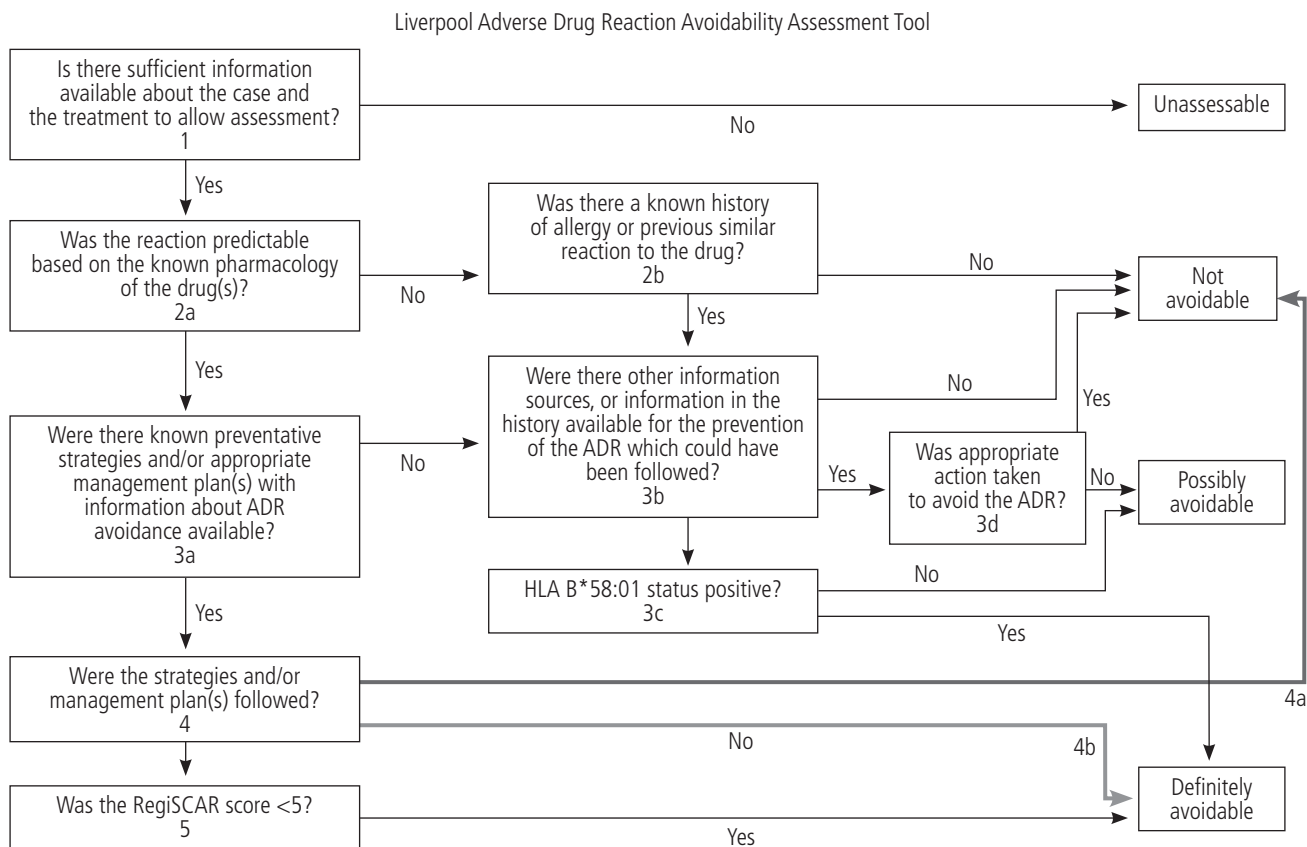 Liverpool Adverse Drug Reaction Avoidability Assessment Tool
Is there sufficient information
available about the case and
the treatment to allow assessment?
1
No
Unassessable
Yes
Was the reaction predictable
based on the known pharmacology
of the drug(s)?
2a
No
Was there a known history
of allergy or previous similar
reaction to the drug?
2b
No
Not
avoidable
Yes
Yes
Were there known preventative
strategies and/or appropriate
management plan(s) with
information about ADR
avoidance available?
3a
No
Were there other information
sources, or information in the
history available for the prevention
of the ADR which could have
been followed?
3b
No
Yes
Yes
Was appropriate
action taken
to avoid the ADR?
3d
No
Possibly
avoidable
HLA B*58:01 status positive?
3c
No
Yes
Yes
Were the strategies and/or
management plan(s) followed?
4
4a
No
4b
Definitely
avoidable
Was the RegiSCAR score <5?
5
Yes